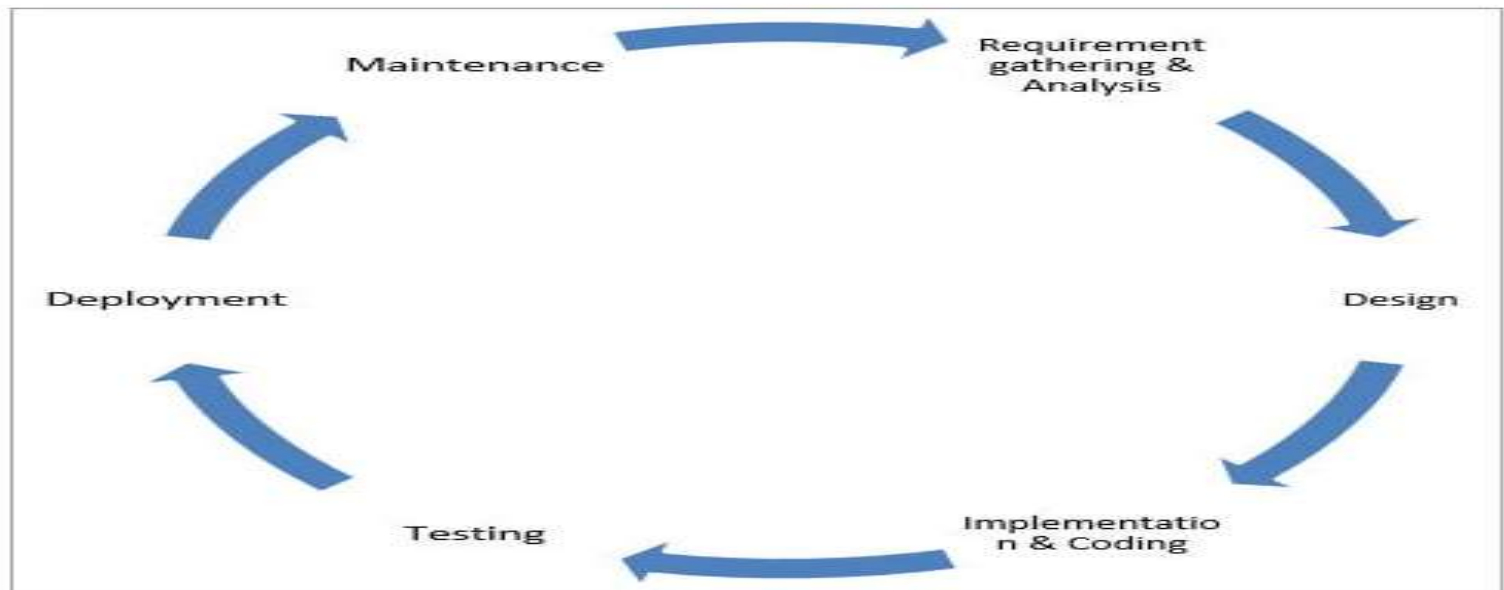 Maintenance
Requirement
gathering &
Analysis
Deployment
Design
Testing
Implementatio
n & Coding